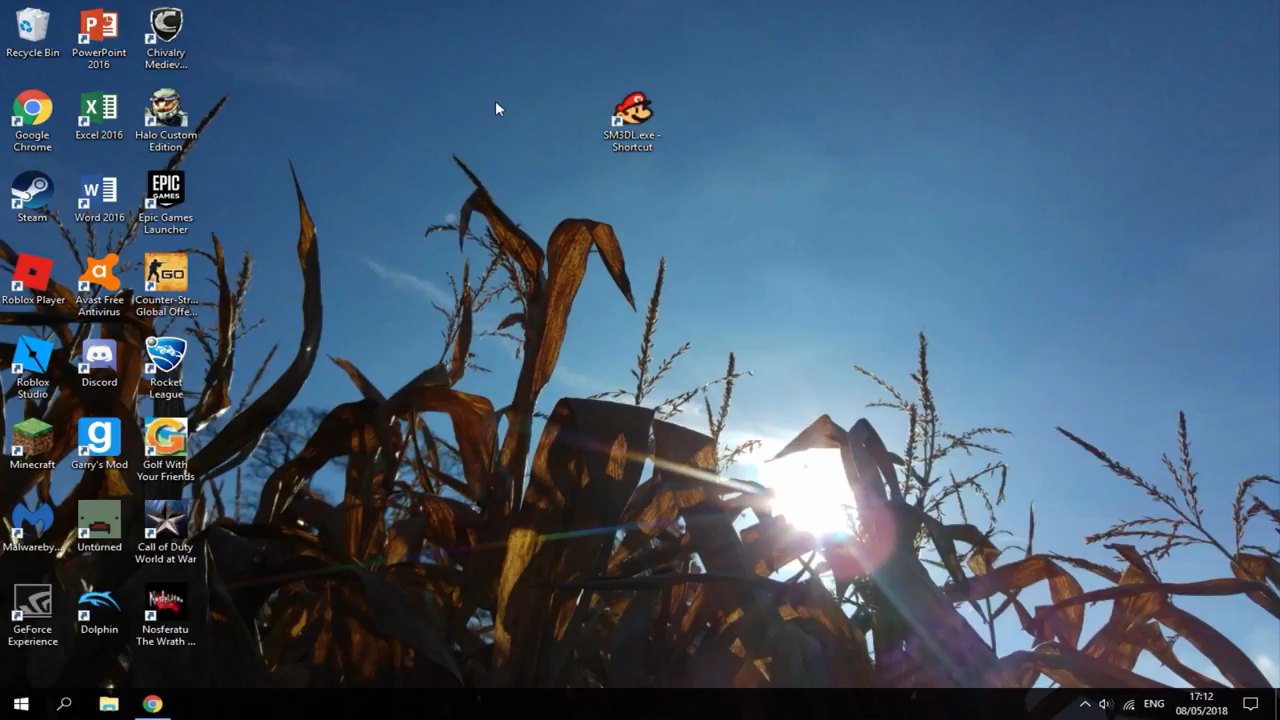 Recycle Bin
PowerPoint
2016
Chivalry
Mediev...
Google
Chrome
Excel 2016
Halo Custom
Edition
SM3DL.exe -
Shortcut
Steam
Word 2016
EPIC
GAMES
Epic Games
Launcher
Roblox Player
Avast Free
Antivirus
GO
Counter-Str...
Global Offe...
Roblox
Studio
Discord
Rocket
League
Minecraft
g
Garry's Mod
Golf With
Your Friends
Malwareby...
Unturned
Call of Duty
World at War
GeForce
Experience
Dolphin
Nosferatu
The Wrath ...
ENG
17:12
08/05/2018